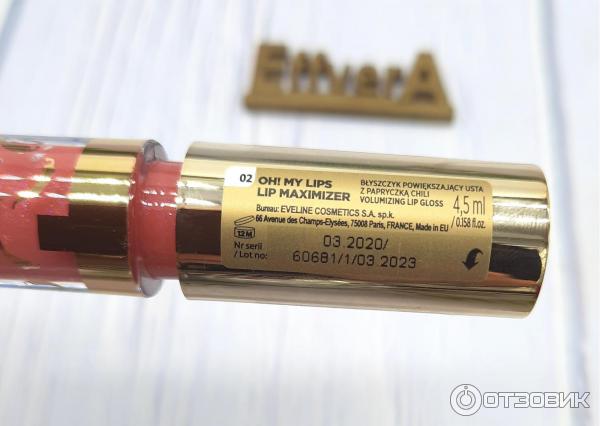 EffverA
02
OH! MY LIPS
LIP MAXIMIZER
BŁYSZCZYK POWIĘKSZAJĄCY USTA
Z PAPRYCZKĄ CHILI
VOLUMIZING LIP GLOSS
4,5 ml
/ 0.158 fl.oz.
Bureau: EVELINE COSMETICS S.A. sp.k.
66 Avenue des Champs-Elysées, 75008 Paris, FRANCE, Made in EU
12M
Nr serii
/ Lot no:
03.2020/
60681/1/03.2023
ОТЗОВИК